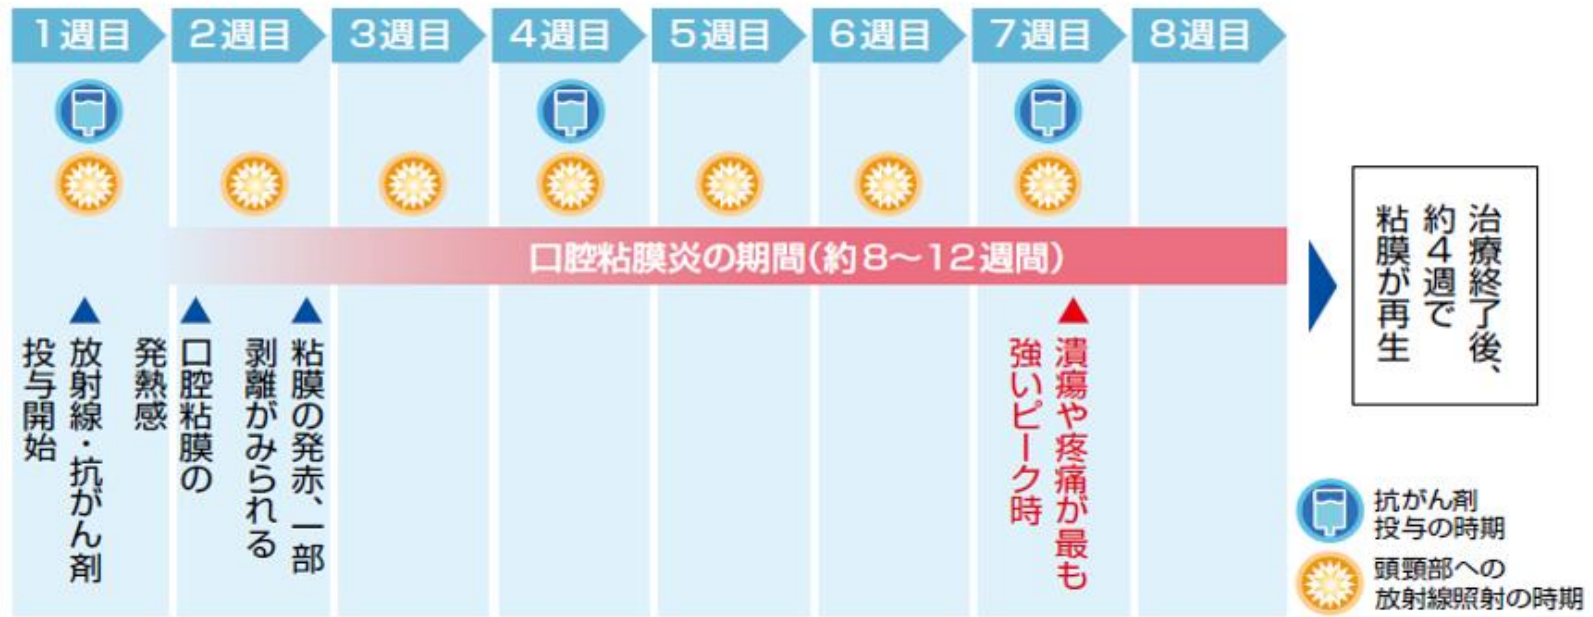 1週目
2週目
3週目
4週目
5週目
6週目
7週目
8週目
口腔粘膜炎の期間(約8～12週間)
放射線・抗がん剤
投与開始
口腔粘膜の
発熱感
粘膜の発赤、一部
剥離がみられる
潰瘍や疼痛が最も
強いピーク時
治療終了後、
約4週で
粘膜が再生
抗がん剤
投与の時期
頭頸部への
放射線照射の時期